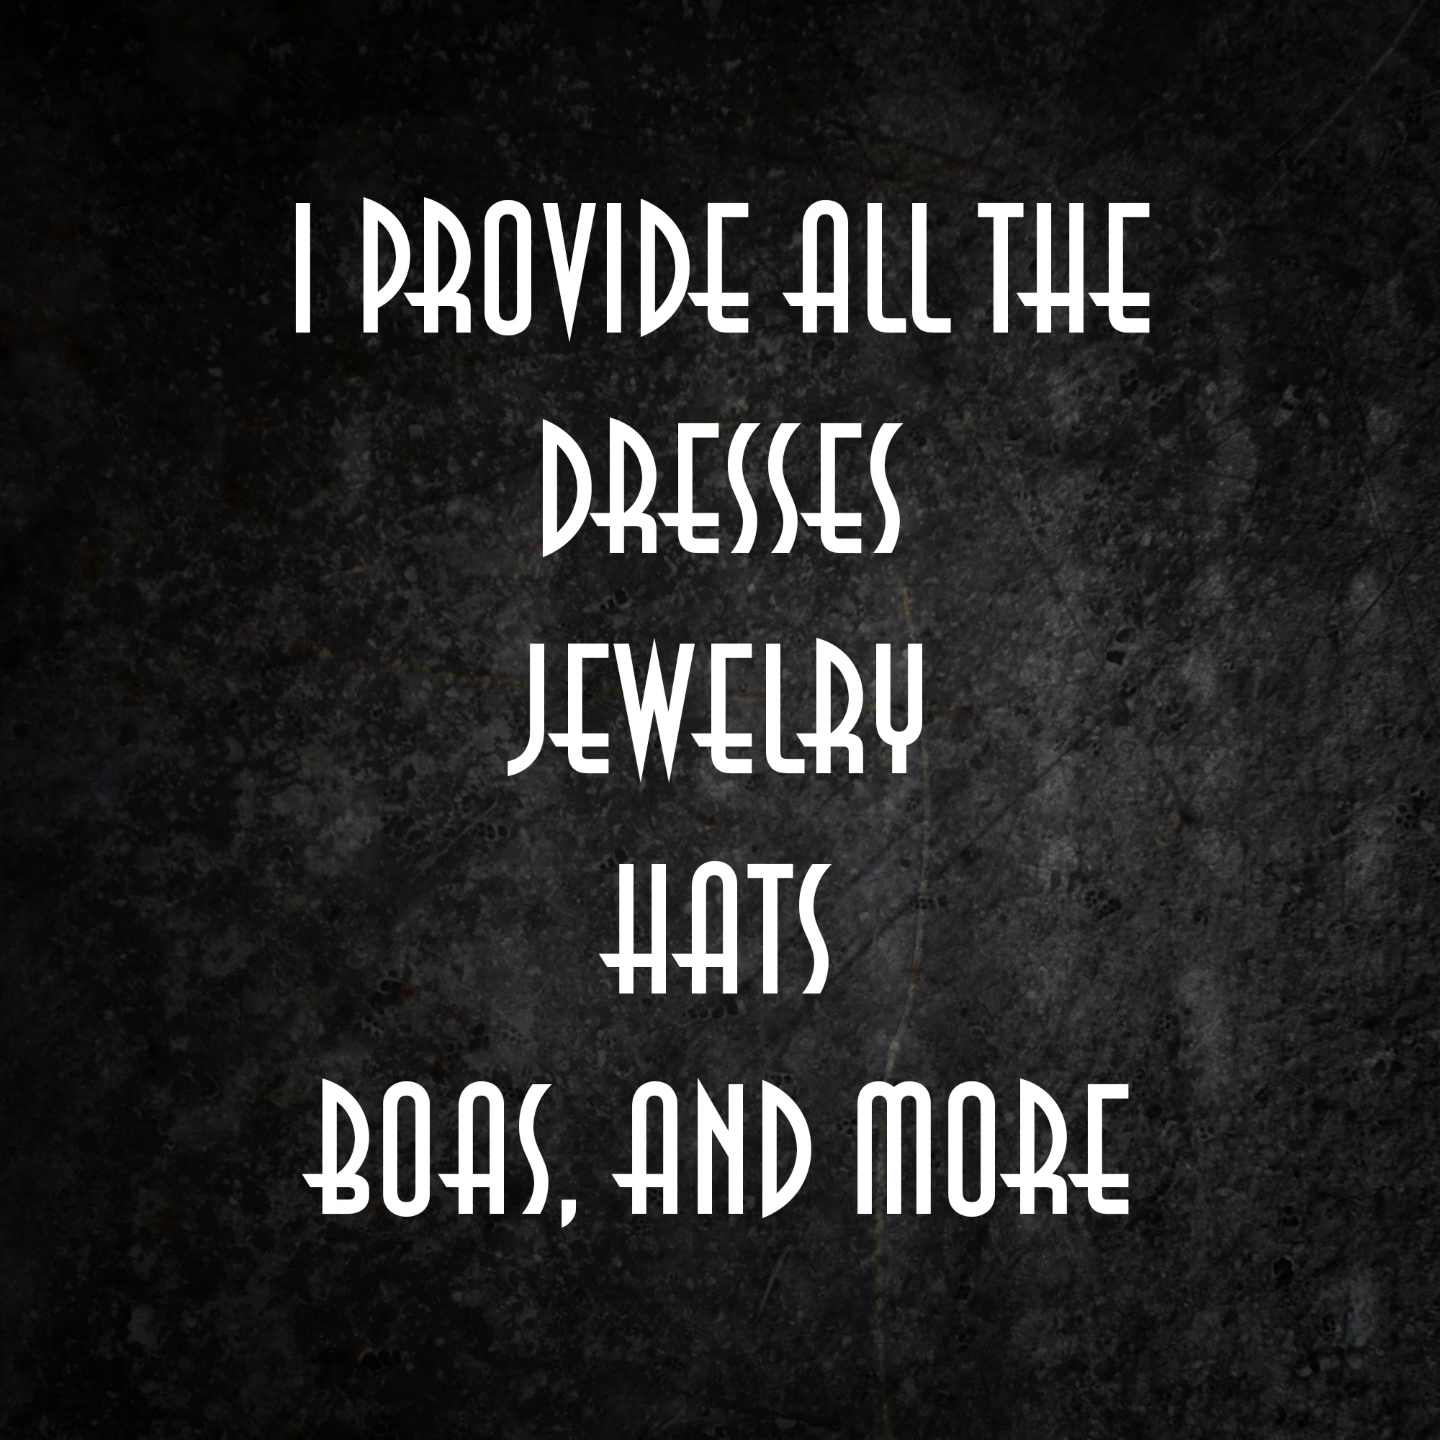 I PROVIDE ALL THE
DRESSES
JEWELRY
HATS
BOAS, AND MORE